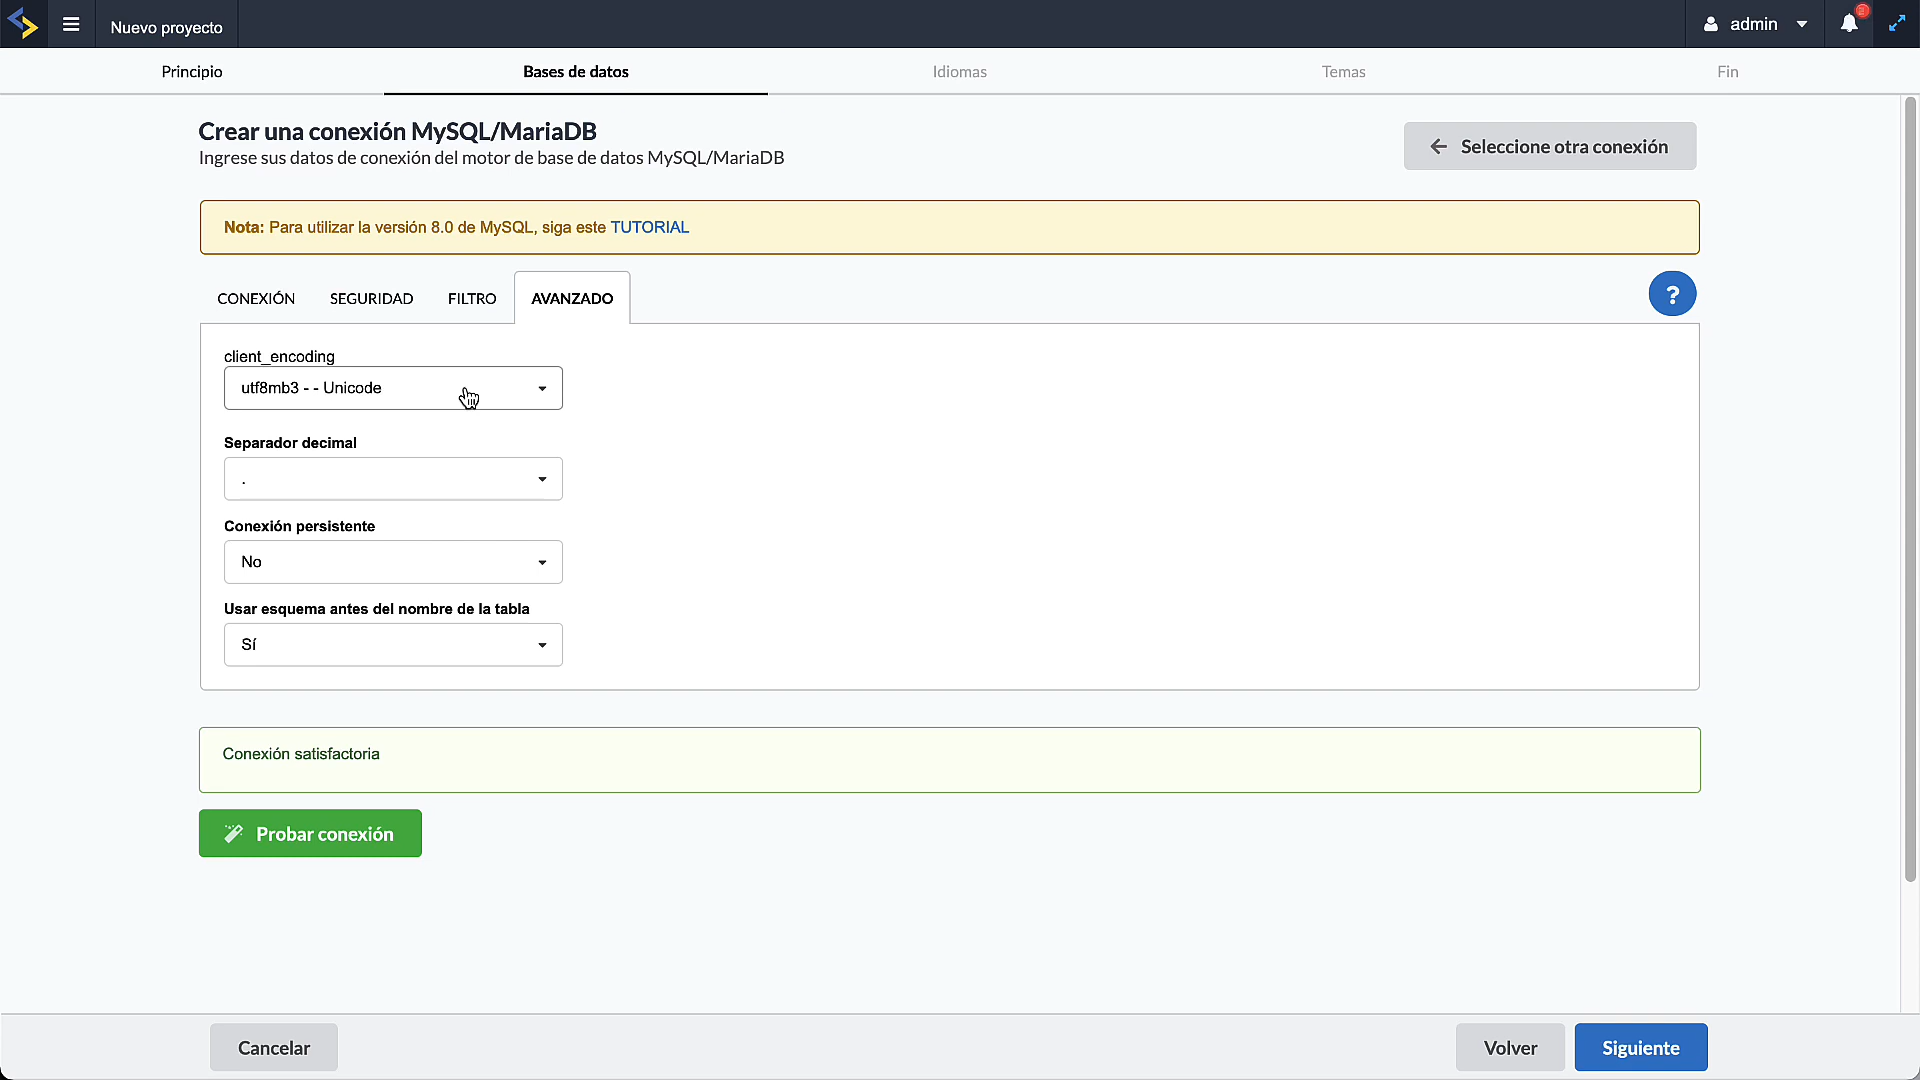 Nuevo proyecto
admin
Principio
Bases de datos
Idiomas
Temas
Fin
Crear una conexión MySQL/MariaDB
Ingrese sus datos de conexión del motor de base de datos MySQL/MariaDB
Seleccione otra conexión
Nota: Para utilizar la versión 8.0 de MySQL, siga este TUTORIAL
CONEXIÓN
SEGURIDAD
FILTRO
AVANZADO
?
client_encoding
utf8mb3 - - Unicode
Separador decimal
.
Conexión persistente
No
Usar esquema antes del nombre de la tabla
Sí
Conexión satisfactoria
Probar conexión
Cancelar
Volver
Siguiente